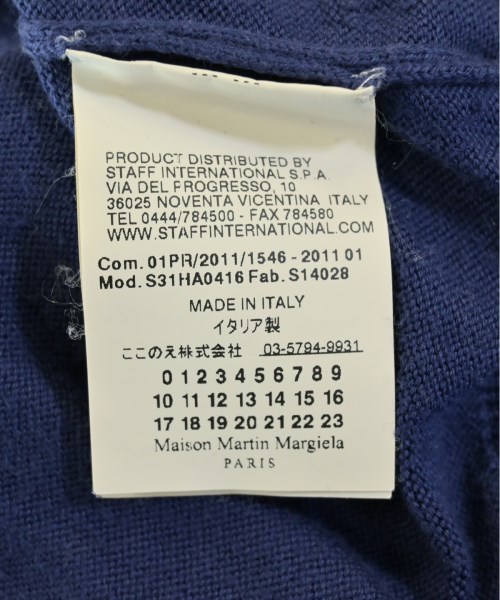 PRODUCT DISTRIBUTED BY
STAFF INTERNATIONAL S.P.A.
VIA DEL PROGRESSO, 10
36025 NOVENTA VICENTINA ITALY
TEL 0444/784500 - FAX 784580
WWW.STAFFINTERNATIONAL.COM
Com. 01PR/2011/1546 - 2011 01
Mod. S31HA0416 Fab. S14028
MADE IN ITALY
イタリア製
ここのえ株式会社 03-5794-9931
0 1 2 3 4 5 6 7 8 9
10 11 12 13 14 15 16
17 18 19 20 21 22 23
Maison Martin Margiela
PARIS